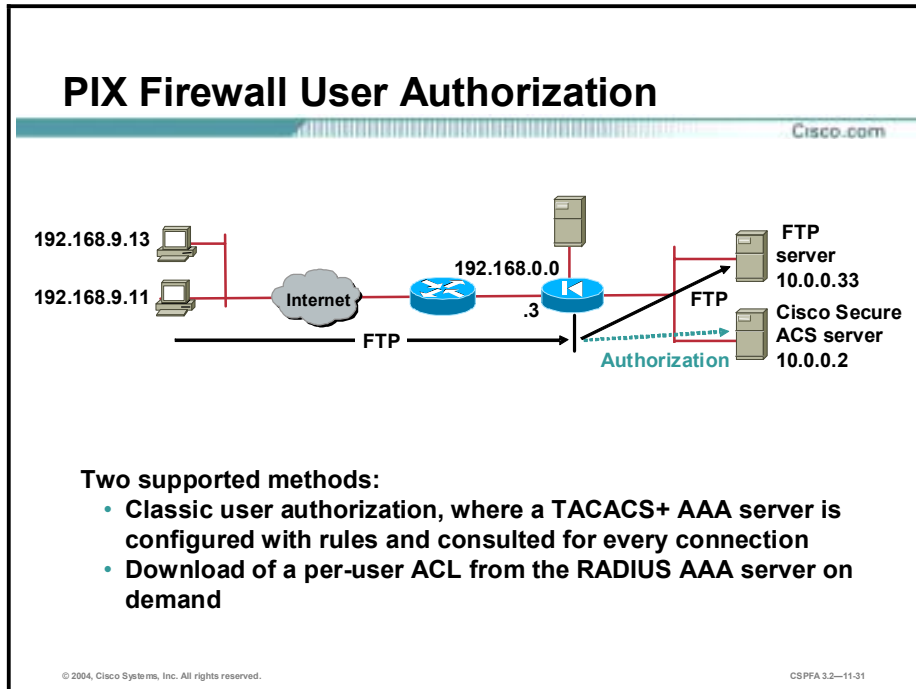 PIX Firewall User Authorization
Cisco.com
192.168.9.13
192.168.9.11
Internet
192.168.0.0
.3
FTP
FTP
Authorization
FTP
server
10.0.0.33
Cisco Secure
ACS server
10.0.0.2
Two supported methods:
• Classic user authorization, where a TACACS+ AAA server is
configured with rules and consulted for every connection
• Download of a per-user ACL from the RADIUS AAA server on
demand
© 2004, Cisco Systems, Inc. All rights reserved.
CSPFA 3.2—11-31